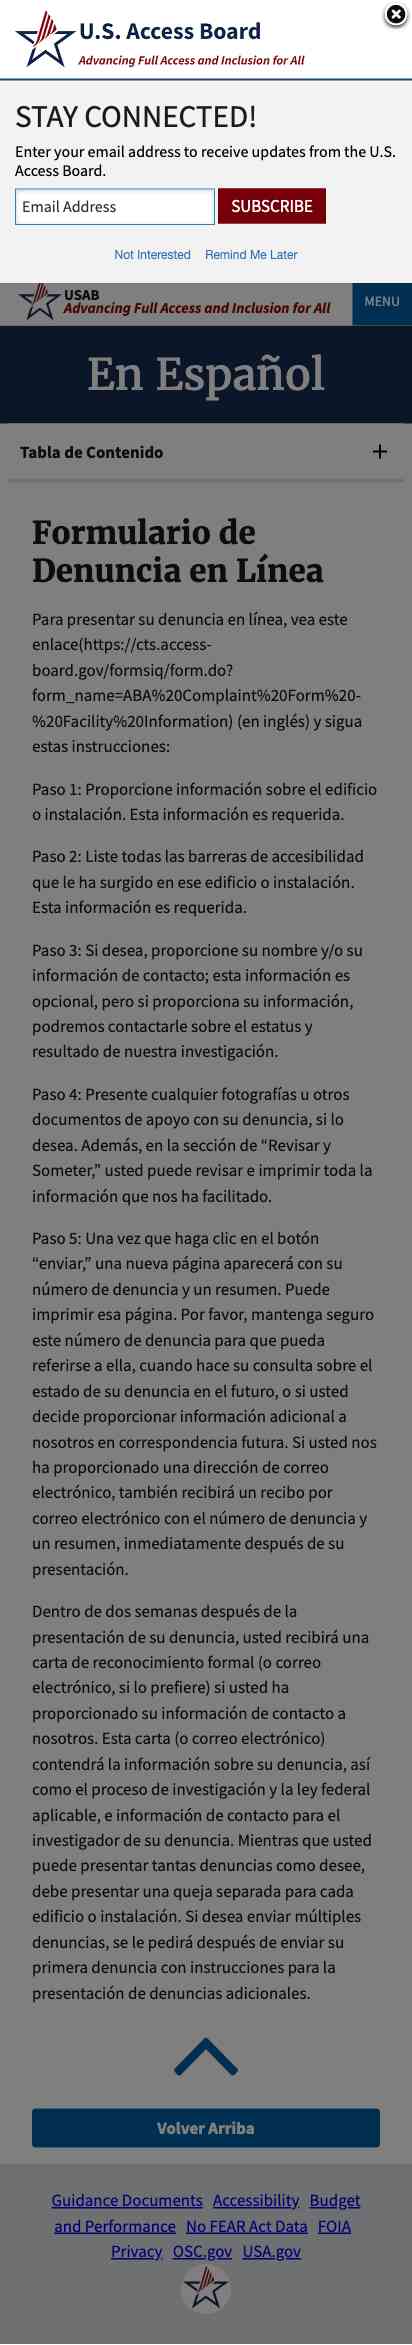 U.S. Access Board
Advancing Full Access and Inclusion for All
STAY CONNECTED!
Enter your email address to receive updates from the U.S.
Access Board.
Email Address
SUBSCRIBE
Not Interested Remind Me Later
USAB
Advancing Full Access and Inclusion for All
MENU
En Español
Tabla de Contenido
Formulario de
Denuncia en Línea
Para presentar su denuncia en línea, vea este
enlace(https://cts.access-
board.gov/formsiq/form.do?
form_name=ABA%20Complaint%20Form%20-
%20Facility%20Information) (en inglés) y sigua
estas instrucciones:
Paso 1: Proporcione información sobre el edificio
o instalación. Esta información es requerida.
Paso 2: Liste todas las barreras de accesibilidad
que le ha surgido en ese edificio o instalación.
Esta información es requerida.
Paso 3: Si desea, proporcione su nombre y/o su
información de contacto; esta información es
opcional, pero si proporciona su información,
podremos contactarle sobre el estatus y
resultado de nuestra investigación.
Paso 4: Presente cualquier fotografías u otros
documentos de apoyo con su denuncia, si lo
desea. Además, en la sección de “Revisar y
Someter,” usted puede revisar e imprimir toda la
información que nos ha facilitado.
Paso 5: Una vez que haga clic en el botón
“enviar,” una nueva página aparecerá con su
número de denuncia y un resumen. Puede
imprimir esa página. Por favor, mantenga seguro
este número de denuncia para que pueda
referirse a ella, cuando hace su consulta sobre el
estado de su denuncia en el futuro, o si usted
decide proporcionar información adicional a
nosotros en correspondencia futura. Si usted nos
ha proporcionado una dirección de correo
electrónico, también recibirá un recibo por
correo electrónico con el número de denuncia y
un resumen, inmediatamente después de su
presentación.
Dentro de dos semanas después de la
presentación de su denuncia, usted recibirá una
carta de reconocimiento formal (o correo
electrónico, si lo prefiere) si usted ha
proporcionado su información de contacto a
nosotros. Esta carta (o correo electrónico)
contendrá la información sobre su denuncia, así
como el proceso de investigación y la ley federal
aplicable, e información de contacto para el
investigador de su denuncia. Mientras que usted
puede presentar tantas denuncias como desee,
debe presentar una queja separada para cada
edificio o instalación. Si desea enviar múltiples
denuncias, se le pedirá después de enviar su
primera denuncia con instrucciones para la
presentación de denuncias adicionales.
Volver Arriba
Guidance Documents Accessibility Budget
and Performance No FEAR Act Data FOIA
Privacy OSC.gov USA.gov